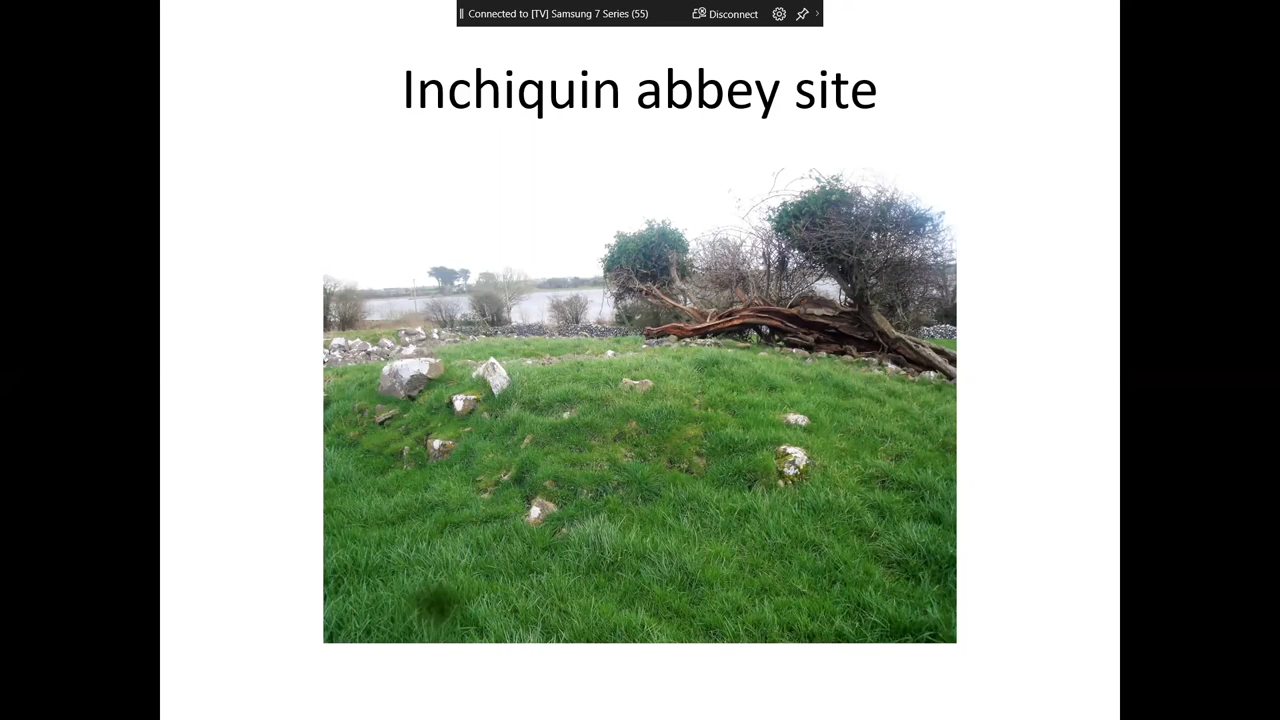 Connected to [TV] Samsung 7 Series (55) Disconnect
Inchiquin abbey site